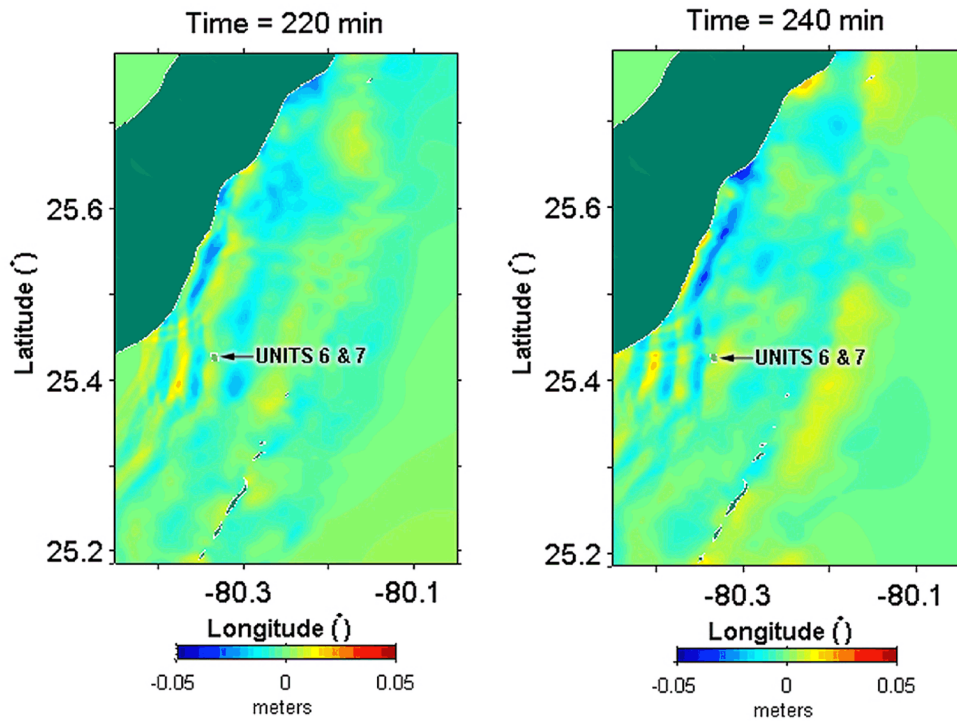 Time = 220 min
Time = 240 min
Latitude (°)
25.6
25.4
25.2
UNITS 6 & 7
-80.3
-80.1
Longitude (°)
-0.05
0
0.05
meters
Latitude (°)
25.6
25.4
25.2
UNITS 6 & 7
-80.3
-80.1
Longitude (°)
-0.05
0
0.05
meters